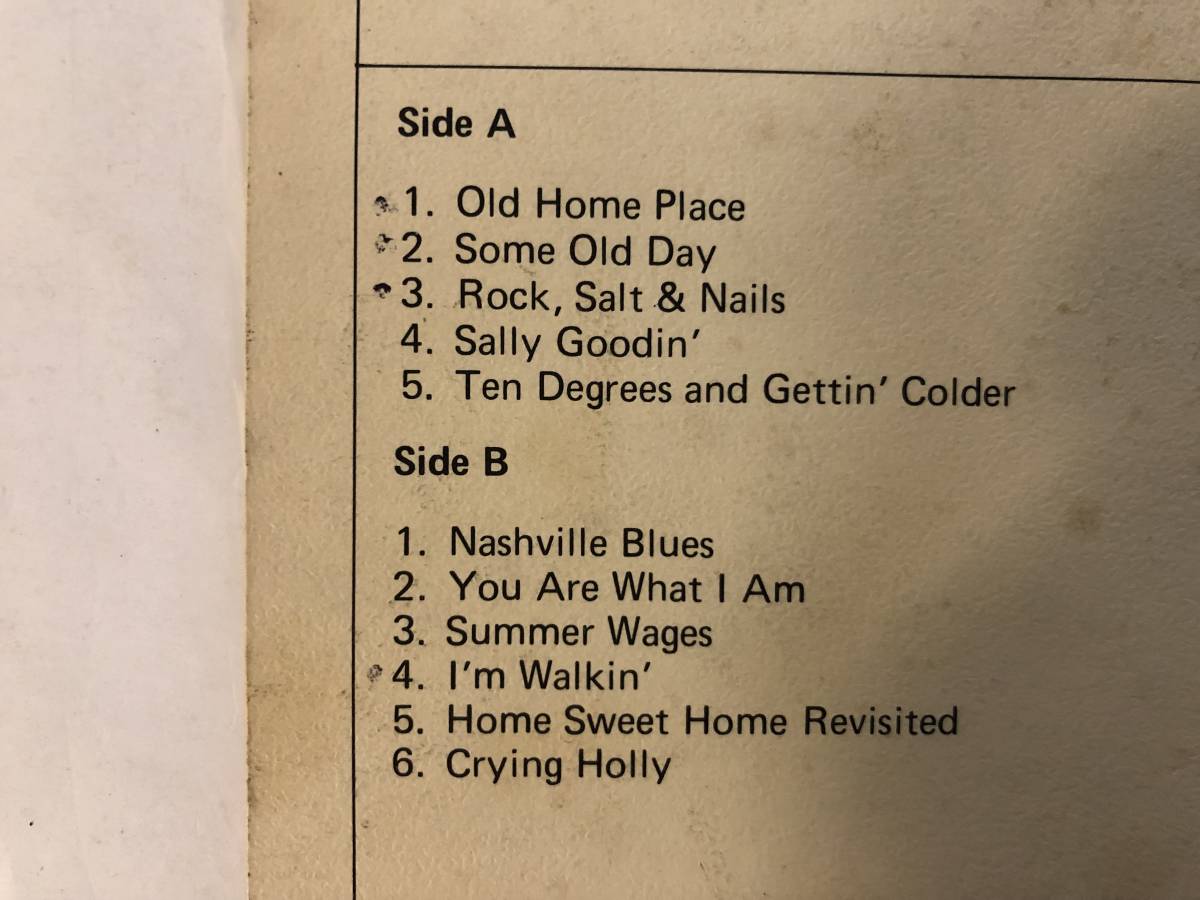 Side A
1. Old Home Place
2. Some Old Day
3. Rock, Salt & Nails
4. Sally Goodin'
5. Ten Degrees and Gettin' Colder
Side B
1. Nashville Blues
2. You Are What I Am
3. Summer Wages
4. I'm Walkin'
5. Home Sweet Home Revisited
6. Crying Holly